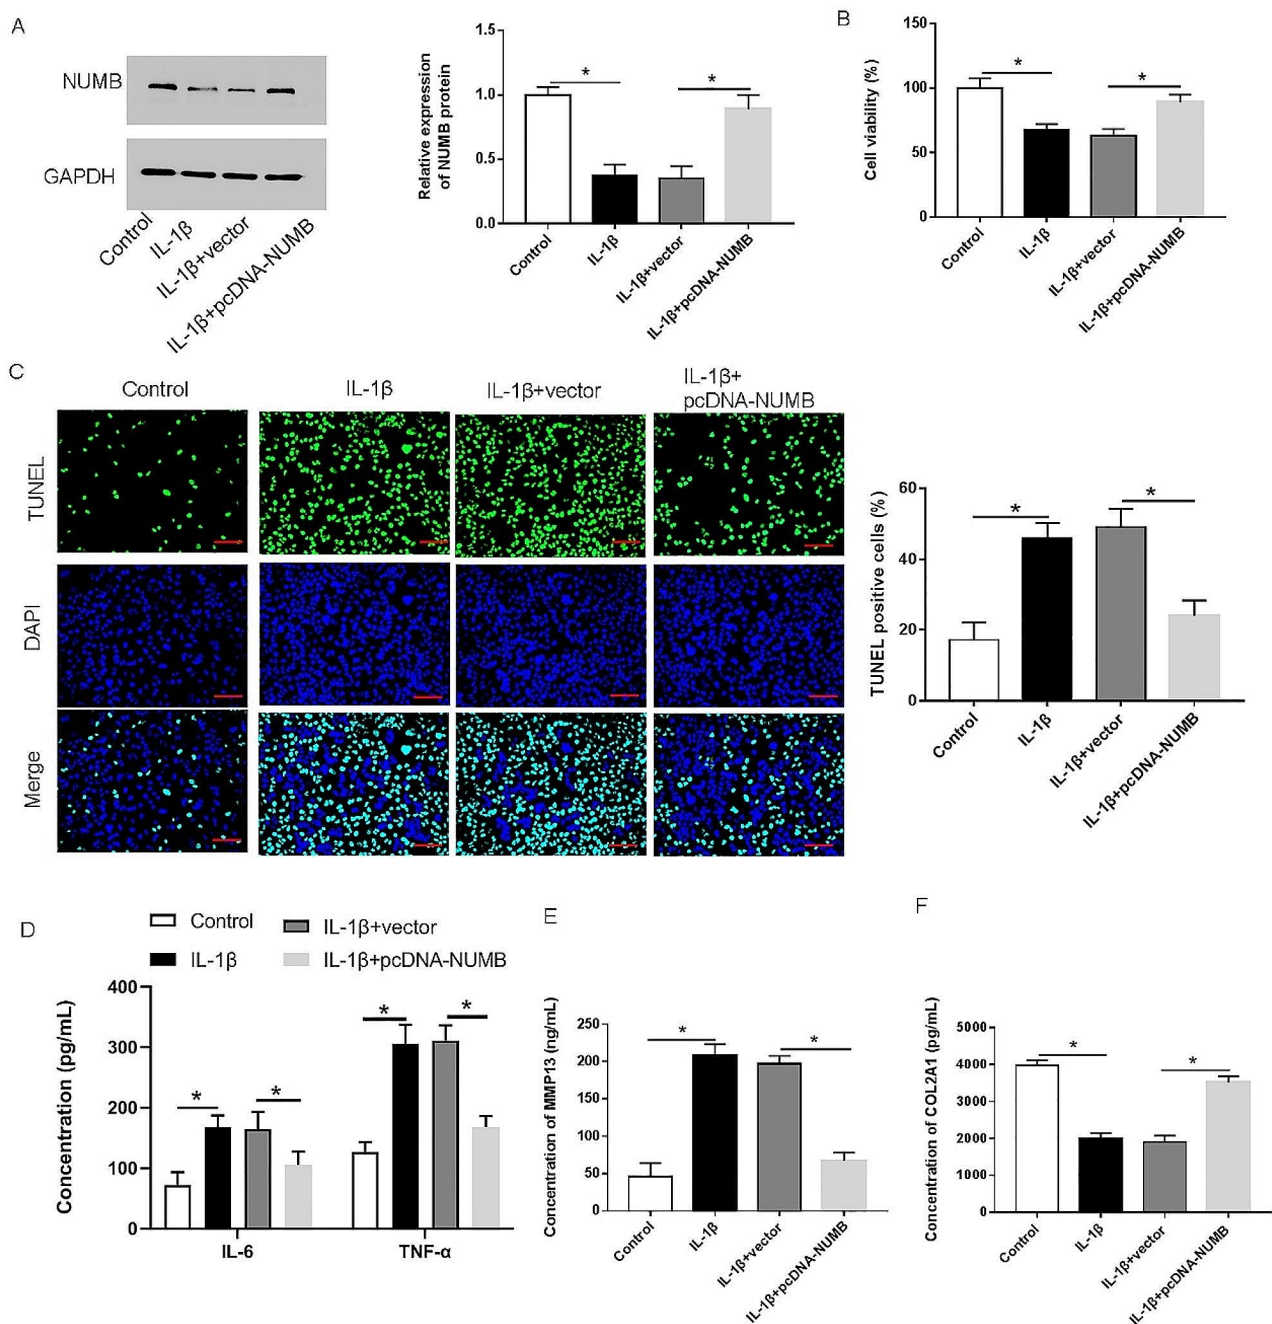 A
NUMB
GAPDH
Control
IL-1β
IL-1β+vector
IL-1β+pcDNA-NUMB
Relative expression
of NUMB protein
1.5
1.0
0.5
0.0
*
*
Control
IL-1β
IL-1β+vector
IL-1β+pcDNA-NUMB
B
Cell viability (%)
150
100
50
0
*
*
Control
IL-1β
IL-1β+vector
IL-1β+pcDNA-NUMB
C
Control
IL-1β
IL-1β+vector
IL-1β+
pcDNA-NUMB
TUNEL
DAPI
Merge
TUNEL positive cells (%)
60
40
20
0
*
*
Control
IL-1β
IL-1β+vector
IL-1β+pcDNA-NUMB
D
Control
IL-1β+vector
IL-1β
IL-1β+pcDNA-NUMB
Concentration (pg/mL)
400
300
200
100
0
*
*
*
*
IL-6
TNF-α
E
Concentration of MMP13 (ng/mL)
250
200
150
100
50
0
*
*
Control
IL-1β
IL-1β+vector
IL-1β+pcDNA-NUMB
F
Concentration of COL2A1 (pg/mL)
5000
4000
3000
2000
1000
0
*
*
Control
IL-1β
IL-1β+vector
IL-1β+pcDNA-NUMB